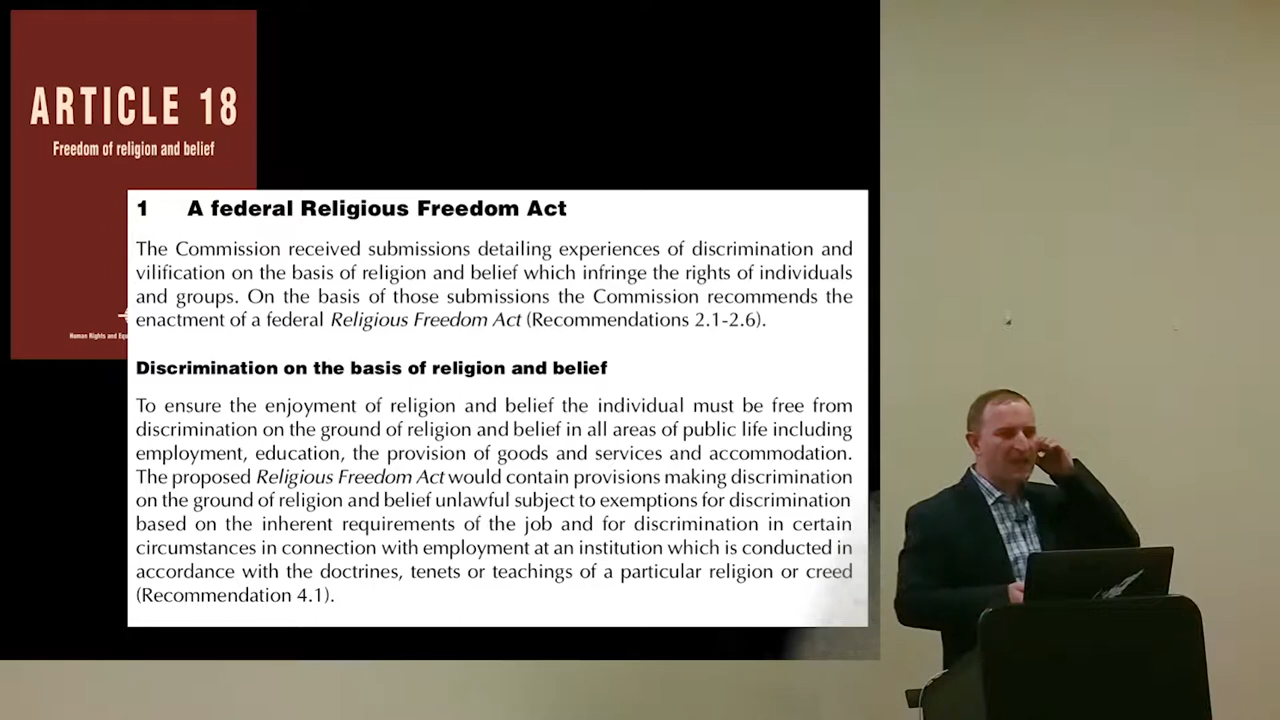 ARTICLE 18
Freedom of religion and belief
Human Rights and Equ
1 A federal Religious Freedom Act
The Commission received submissions detailing experiences of discrimination and
vilification on the basis of religion and belief which infringe the rights of individuals
and groups. On the basis of those submissions the Commission recommends the
enactment of a federal Religious Freedom Act (Recommendations 2.1-2.6).
Discrimination on the basis of religion and belief
To ensure the enjoyment of religion and belief the individual must be free from
discrimination on the ground of religion and belief in all areas of public life including
employment, education, the provision of goods and services and accommodation.
The proposed Religious Freedom Act would contain provisions making discrimination
on the ground of religion and belief unlawful subject to exemptions for discrimination
based on the inherent requirements of the job and for discrimination in certain
circumstances in connection with employment at an institution which is conducted in
accordance with the doctrines, tenets or teachings of a particular religion or creed
(Recommendation 4.1).